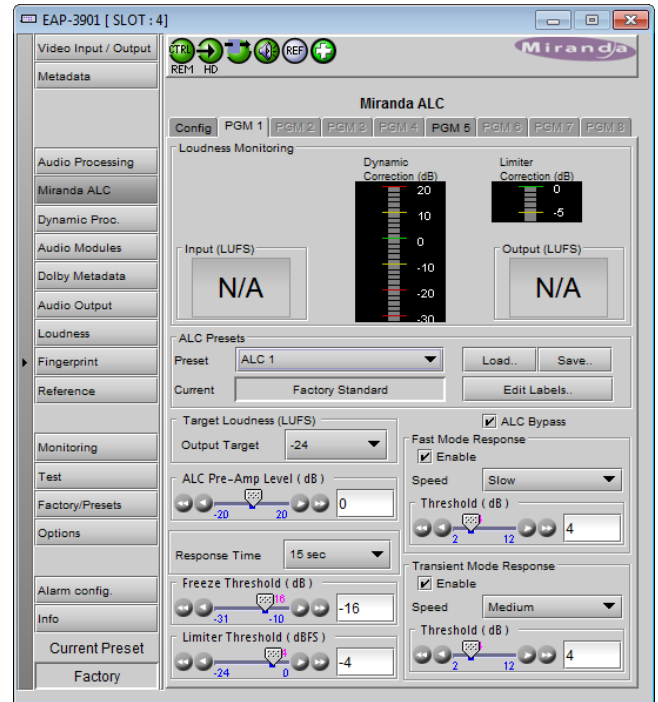 EAP-3901 [ SLOT : 4]
Video Input / Output
Metadata
Audio Processing
Miranda ALC
Dynamic Proc.
Audio Modules
Dolby Metadata
Audio Output
Loudness
Fingerprint
Reference
Monitoring
Test
Factory/Presets
Options
Alarm config.
Info
Current Preset
Factory
CTRL REF
REM HD
Miranda
Miranda ALC
Config PGM 1 PGM 2 PGM 3 PGM 4 PGM 5 PGM 6 PGM 7 PGM 8
Loudness Monitoring
Dynamic
Correction (dB)
20
10
0
-10
-20
-30
Limiter
Correction (dB)
0
-5
Input (LUFS)
N/A
Output (LUFS)
N/A
ALC Presets
Preset ALC 1 Load.. Save..
Current Factory Standard Edit Labels..
Target Loudness (LUFS)
Output Target -24
ALC Pre-Amp Level ( dB )
-20 20 0
Response Time 15 sec
Freeze Threshold ( dB )
16
-31 -10 -16
Limiter Threshold ( dBFS )
4
-24 0 -4
ALC Bypass
Fast Mode Response
Enable
Speed Slow
Threshold ( dB )
2 12 4
Transient Mode Response
Enable
Speed Medium
Threshold ( dB )
2 12 4